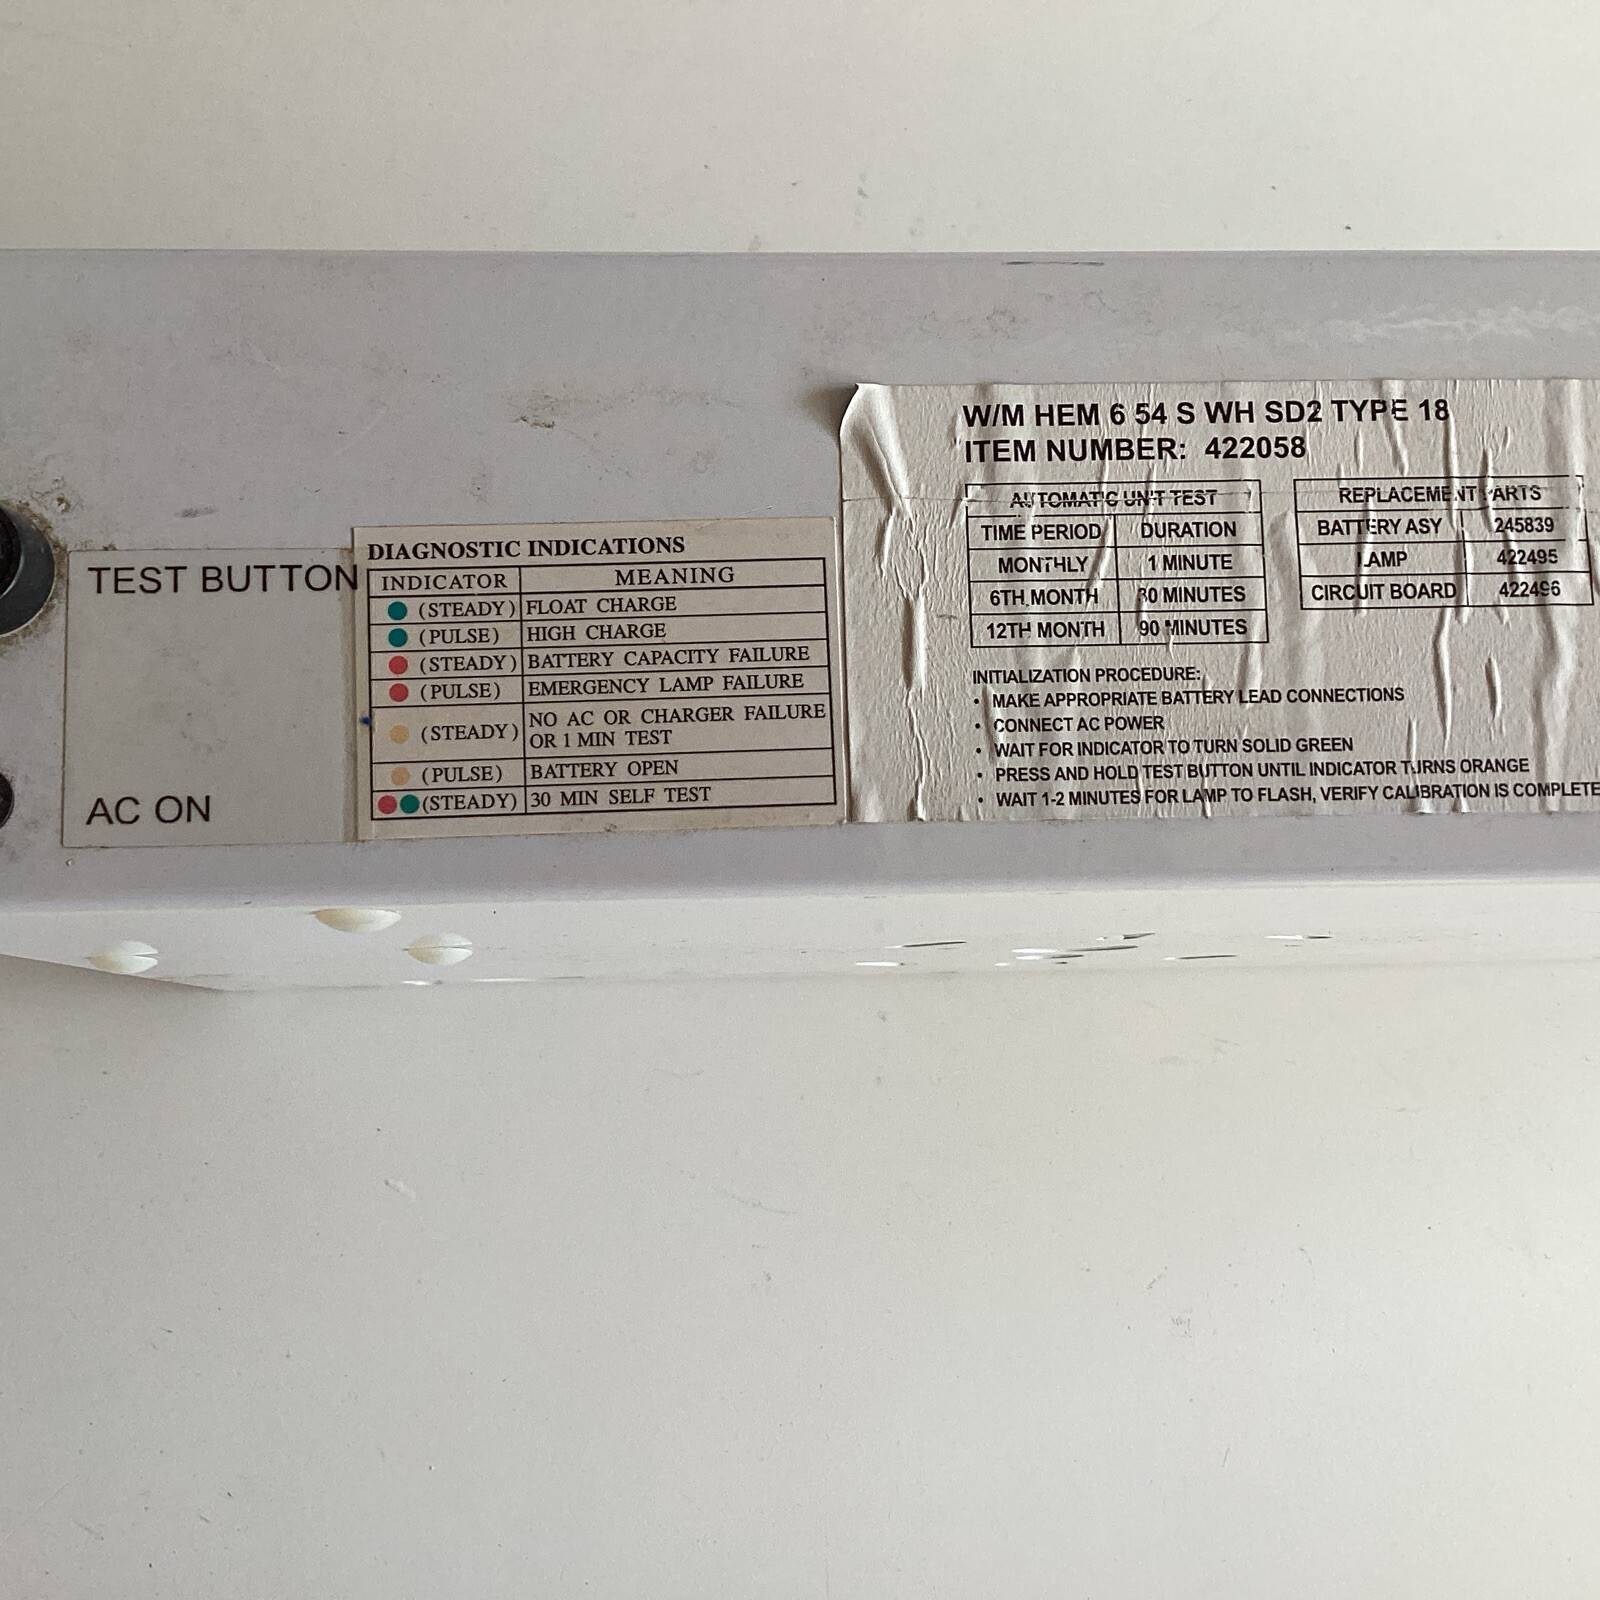 TEST BUTTON
AC ON
DIAGNOSTIC INDICATIONS
INDICATOR MEANING
(STEADY) FLOAT CHARGE
(PULSE) HIGH CHARGE
(STEADY) BATTERY CAPACITY FAILURE
(PULSE) EMERGENCY LAMP FAILURE
(STEADY) NO AC OR CHARGER FAILURE
OR 1 MIN TEST
(PULSE) BATTERY OPEN
(STEADY) 30 MIN SELF TEST
W/M HEM 6 54 S WH SD2 TYPE 18
ITEM NUMBER: 422058
AUTOMATIC UNIT TEST
TIME PERIOD DURATION
MONTHLY 1 MINUTE
6TH MONTH 30 MINUTES
12TH MONTH 90 MINUTES
REPLACEMENT PARTS
BATTERY ASY 245839
LAMP 422495
CIRCUIT BOARD 422496
INITIALIZATION PROCEDURE:
• MAKE APPROPRIATE BATTERY LEAD CONNECTIONS
• CONNECT AC POWER
• WAIT FOR INDICATOR TO TURN SOLID GREEN
• PRESS AND HOLD TEST BUTTON UNTIL INDICATOR TURNS ORANGE
• WAIT 1-2 MINUTES FOR LAMP TO FLASH, VERIFY CALIBRATION IS COMPLETE